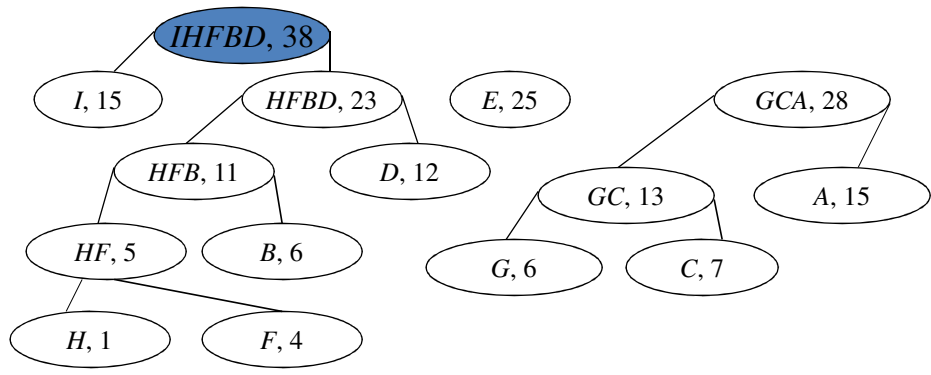 IHFBD, 38
I, 15
HFBD, 23
E, 25
GCA, 28
HFB, 11
D, 12
GC, 13
A, 15
HF, 5
B, 6
G, 6
C, 7
H, 1
F, 4